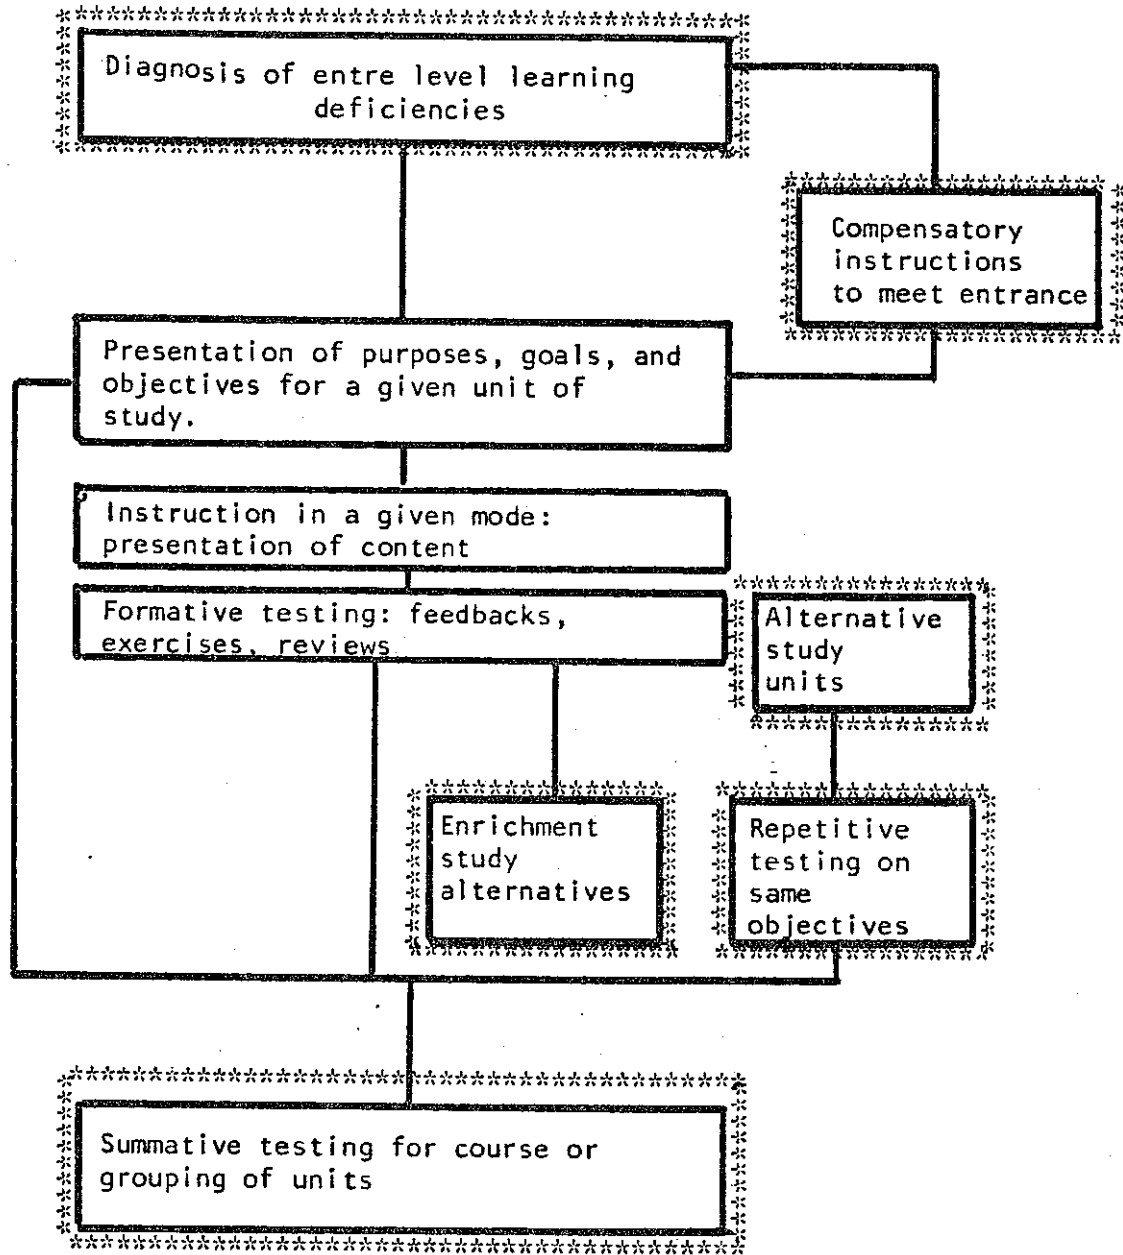 Diagnosis of entre level learning
deficiencies
Compensatory
instructions
to meet entrance
Presentation of purposes, goals, and
objectives for a given unit of
study.
Instruction in a given mode:
presentation of content
Formative testing: feedbacks,
exercises, reviews
Alternative
study
units
Enrichment
study
alternatives
Repetitive
testing on
same
objectives
Summative testing for course or
grouping of units